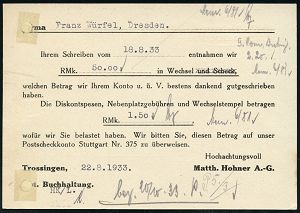 Firma Franz Würfel, Dresden.
Ihrem Schreiben vom 18.8.33 entnahmen wir
RMk. 50.00 in Wechsel und Scheck,
welchen Betrag wir Ihrem Konto u. ü. V. bestens dankend gutgeschrieben
haben.
Die Diskontspesen, Nebenplatzgebühren und Wechselstempel betragen
RMk. 1.50
wofür wir Sie belastet haben. Wir bitten Sie, diesen Betrag auf unser
Postscheckkonto Stuttgart Nr. 375 zu überweisen.
Hochachtungsvoll
Trossingen, 22.8.1933. Matth. Hohner A.-G.
Buchhaltung.
HR/L.